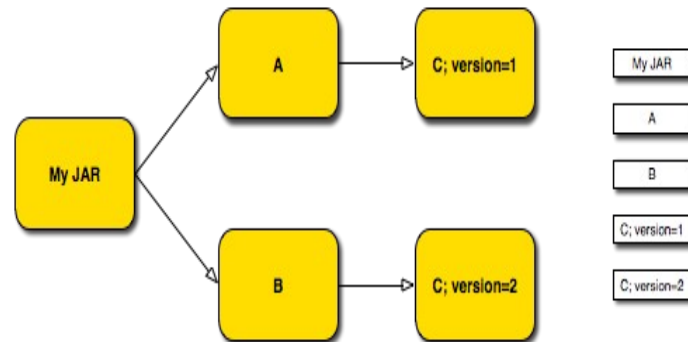 A
C; version=1
My JAR
B
C; version=2
My JAR
A
B
C; version=1
C; version=2